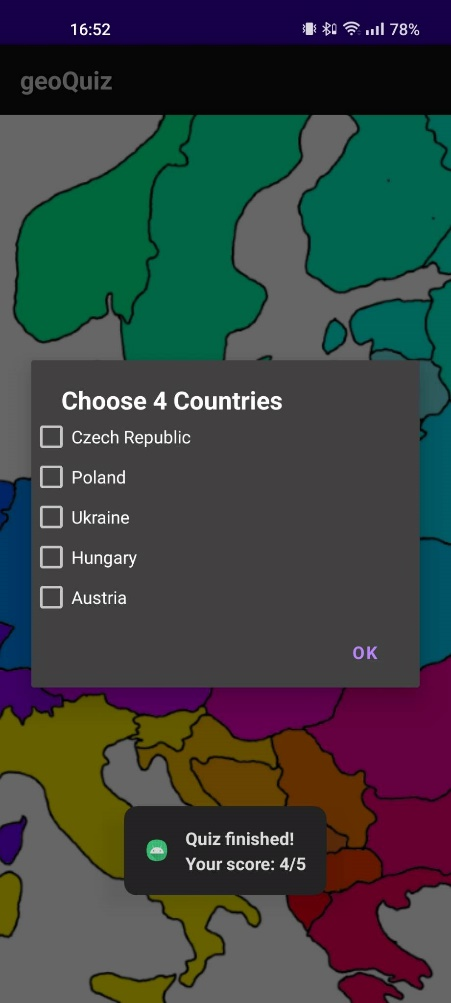 16:52
78%
geoQuiz
Choose 4 Countries
Czech Republic
Poland
Ukraine
Hungary
Austria
OK
Quiz finished!
Your score: 4/5